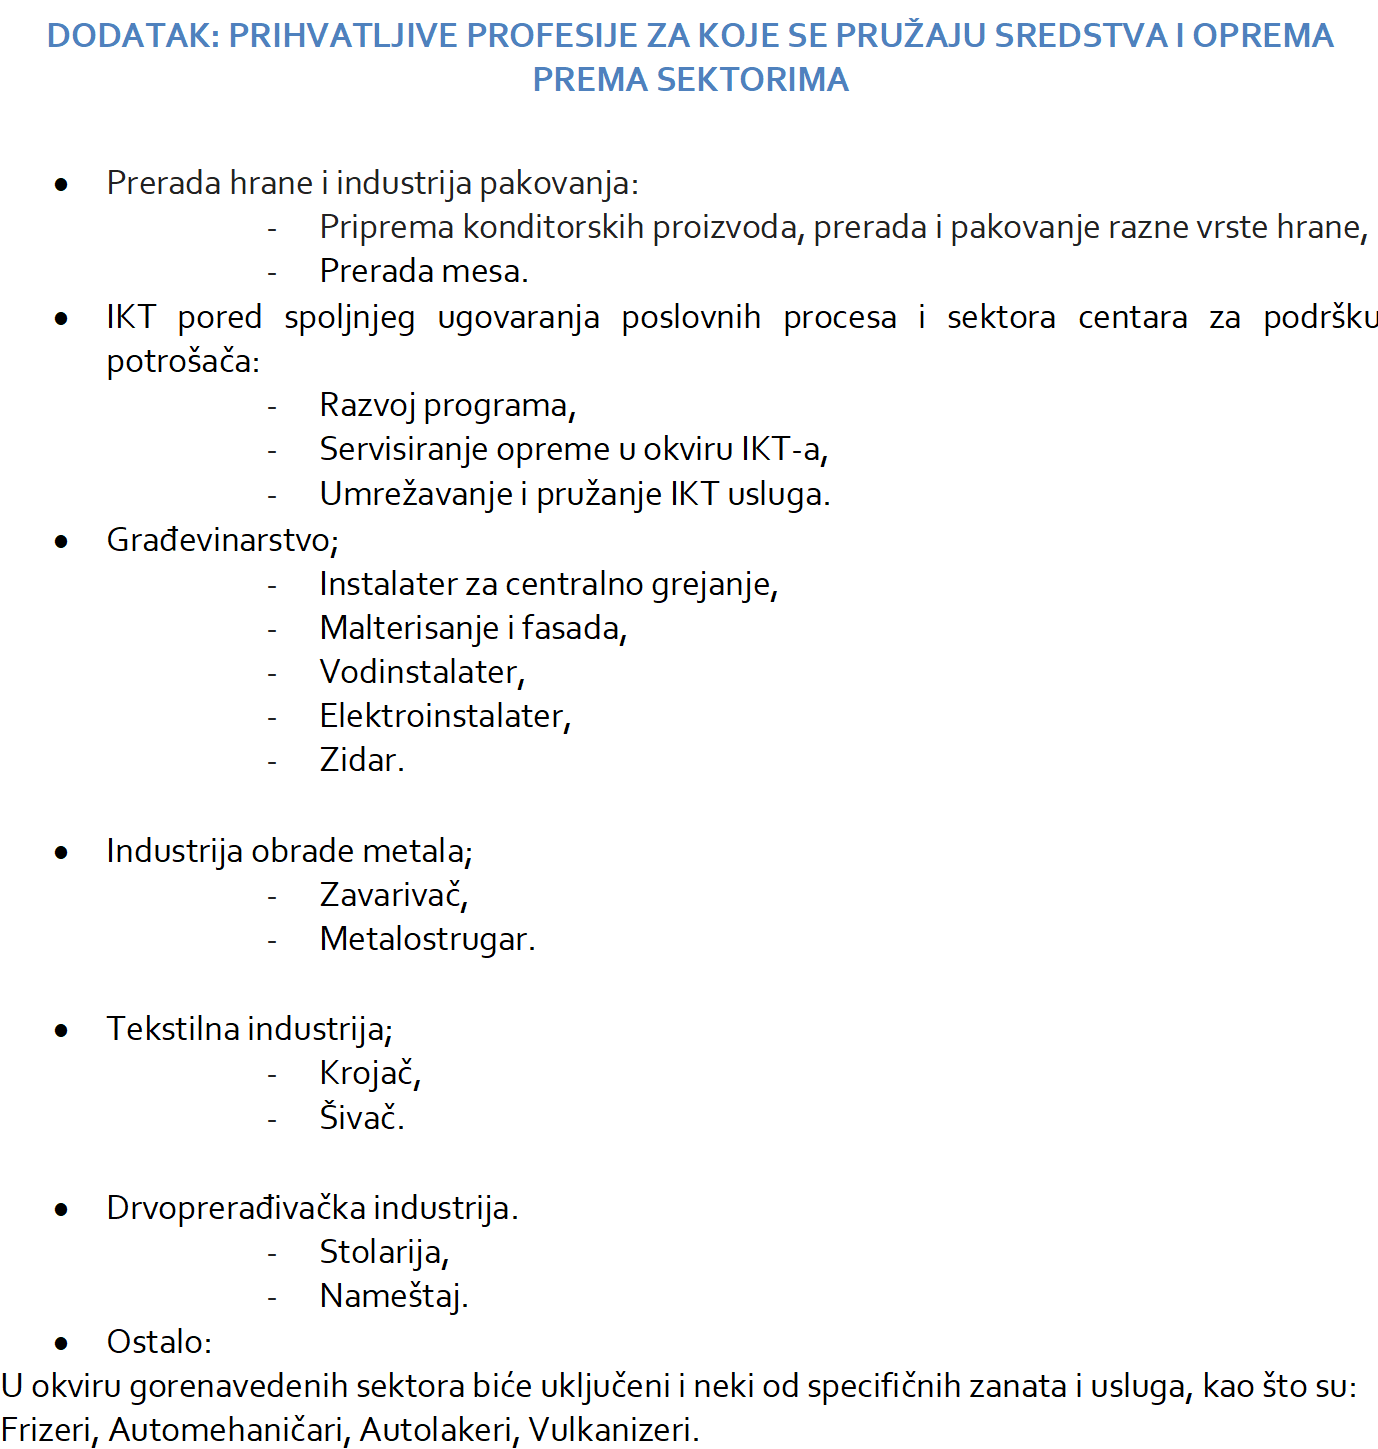 DODATAK: PRIHVATLJIVE PROFESIJE ZA KOJE SE PRUŽAJU SREDSTVA I OPREMA
PREMA SEKTORIMA
• Prerada hrane i industrija pakovanja:
- Priprema konditorskih proizvoda, prerada i pakovanje razne vrste hrane,
- Prerada mesa.
• IKT pored spoljnjeg ugovaranja poslovnih procesa i sektora centara za podršku
potrošača:
- Razvoj programa,
- Servisiranje opreme u okviru IKT-a,
- Umrežavanje i pružanje IKT usluga.
• Građevinarstvo;
- Instalater za centralno grejanje,
- Malterisanje i fasada,
- Vodinstalater,
- Elektroinstalater,
- Zidar.
• Industrija obrade metala;
- Zavarivač,
- Metalostrugar.
• Tekstilna industrija;
- Krojač,
- Šivač.
• Drvoprerađivačka industrija.
- Stolarija,
- Nameštaj.
• Ostalo:
U okviru gorenavedenih sektora biće uključeni i neki od specifičnih zanata i usluga, kao što su:
Frizeri, Automehaničari, Autolakeri, Vulkanizeri.